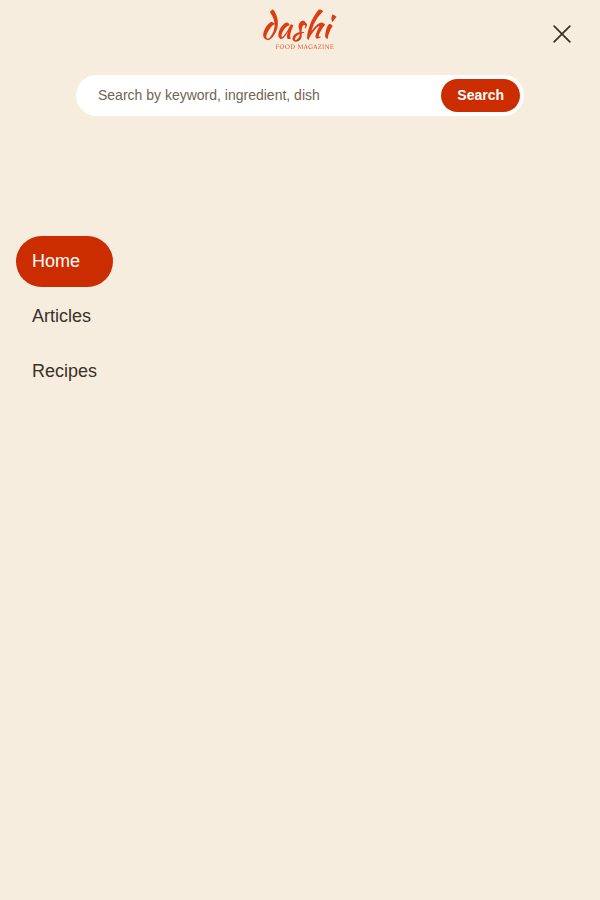 dashi
FOOD MAGAZINE
Search by keyword, ingredient, dish
Search
Home
Articles
Recipes